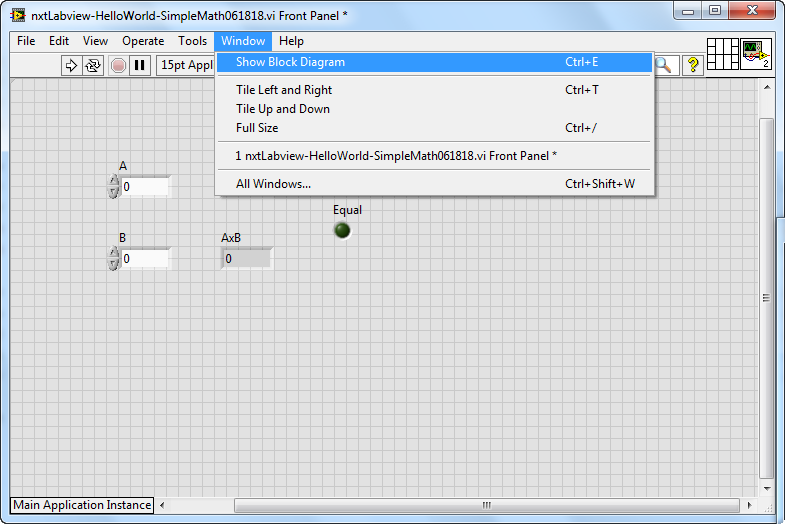 nxtLabview-HelloWorld-SimpleMath061818.vi Front Panel *
File Edit View Operate Tools Window Help
15pt Appl
?
2
Show Block Diagram Ctrl+E
Tile Left and Right Ctrl+T
Tile Up and Down
Full Size Ctrl+/
1 nxtLabview-HelloWorld-SimpleMath061818.vi Front Panel *
All Windows... Ctrl+Shift+W
A
0
Equal
B AxB
0 0
Main Application Instance